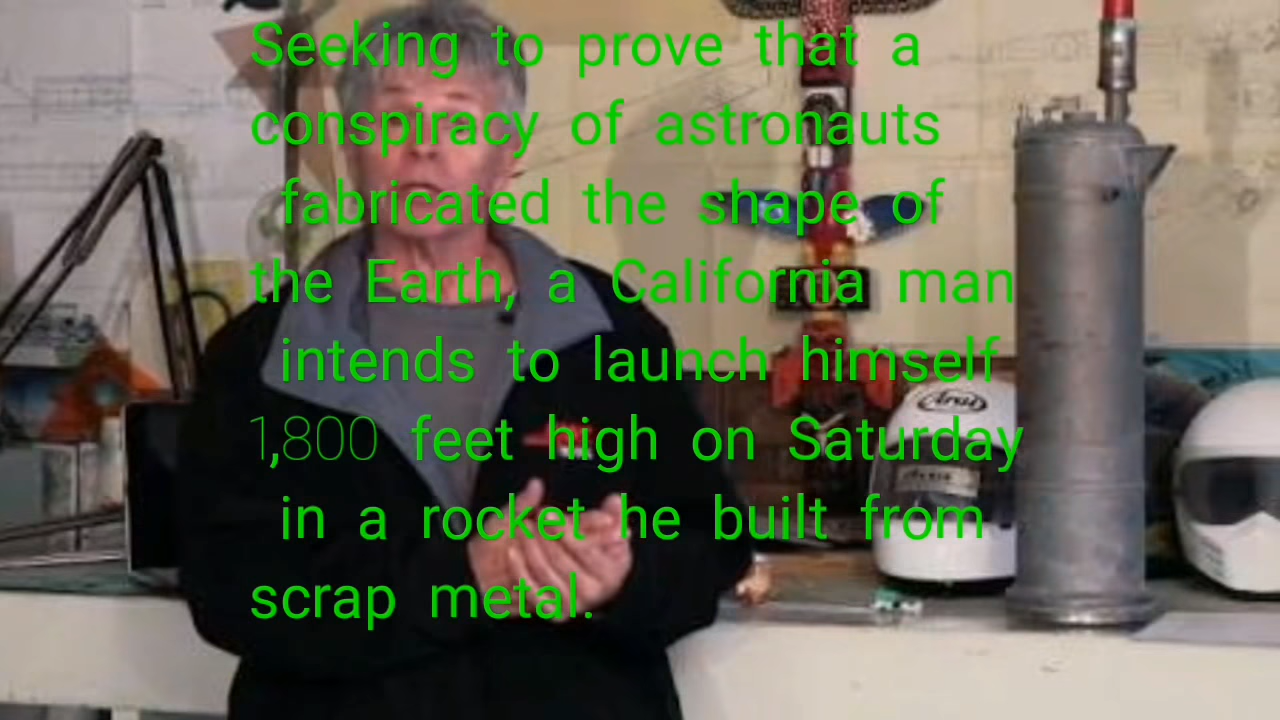 Seeking to prove that a
conspiracy of astronauts
fabricated the shape of
the Earth, a California man
intends to launch himself
1,800 feet high on Saturday
in a rocket he built from
scrap metal.
Arai